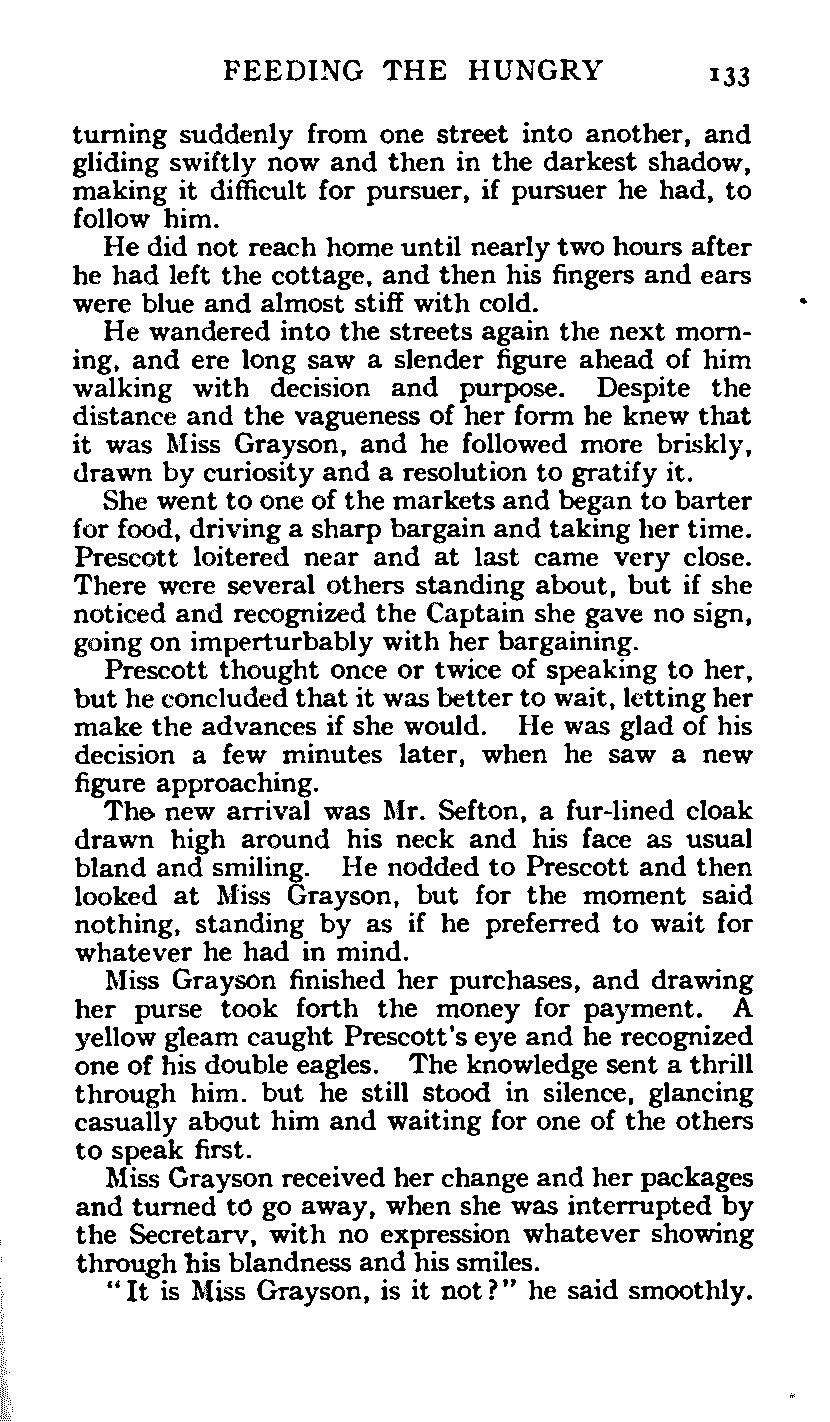 FEEDING THE HUNGRY 133
turning suddenly from one street into another, and
gliding swiftly now and then in the darkest shadow,
making it difficult for pursuer, if pursuer he had, to
follow him.
He did not reach home until nearly two hours after
he had left the cottage, and then his fingers and ears
were blue and almost stiff with cold.
He wandered into the streets again the next morn-
ing, and ere long saw a slender figure ahead of him
walking with decision and purpose. Despite the
distance and the vagueness of her form he knew that
it was Miss Grayson, and he followed more briskly,
drawn by curiosity and a resolution to gratify it.
She went to one of the markets and began to barter
for food, driving a sharp bargain and taking her time.
Prescott loitered near and at last came very close.
There were several others standing about, but if she
noticed and recognized the Captain she gave no sign,
going on imperturbably with her bargaining.
Prescott thought once or twice of speaking to her,
but he concluded that it was better to wait, letting her
make the advances if she would. He was glad of his
decision a few minutes later, when he saw a new
figure approaching.
The new arrival was Mr. Sefton, a fur-lined cloak
drawn high around his neck and his face as usual
bland and smiling. He nodded to Prescott and then
looked at Miss Grayson, but for the moment said
nothing, standing by as if he preferred to wait for
whatever he had in mind.
Miss Grayson finished her purchases, and drawing
her purse took forth the money for payment. A
yellow gleam caught Prescott's eye and he recognized
one of his double eagles. The knowledge sent a thrill
through him. but he still stood in silence, glancing
casually about him and waiting for one of the others
to speak first.
Miss Grayson received her change and her packages
and turned to go away, when she was interrupted by
the Secretary, with no expression whatever showing
through his blandness and his smiles.
"It is Miss Grayson, is it not?" he said smoothly.